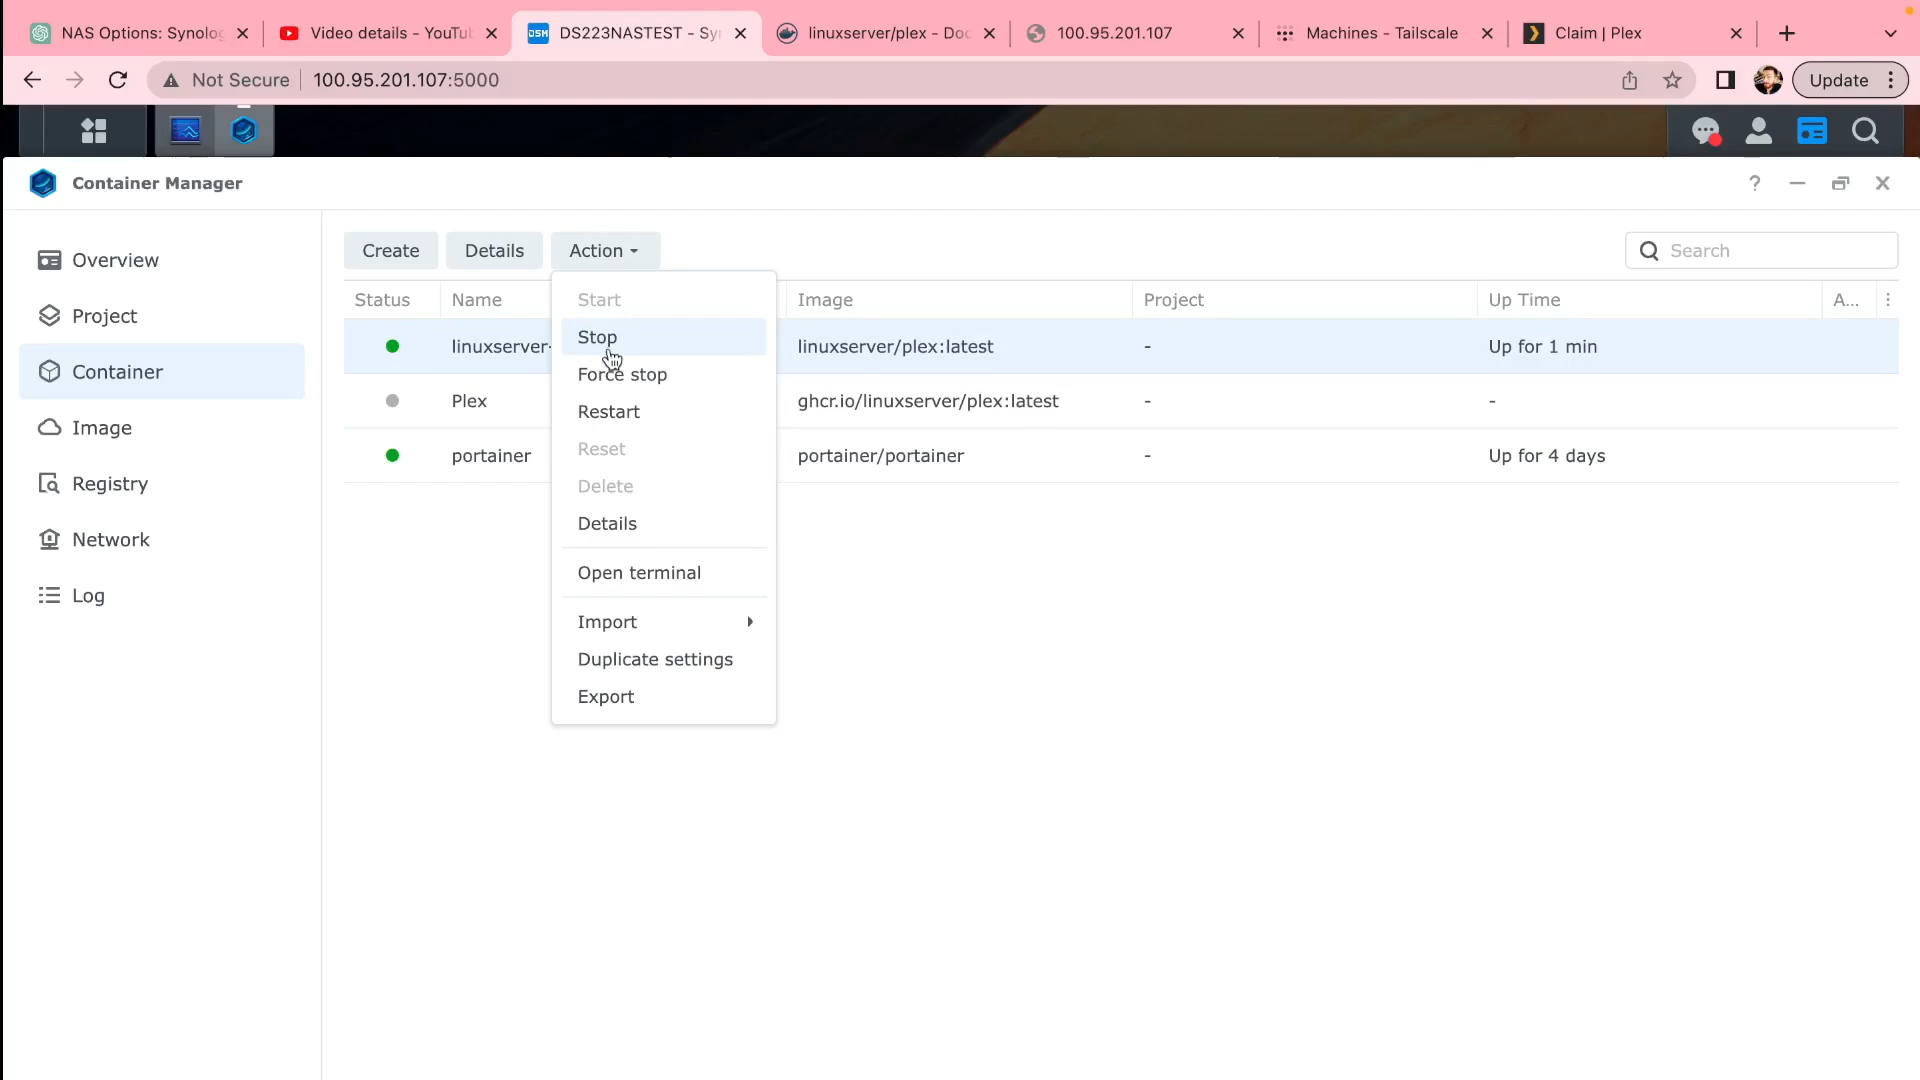 NAS Options: Synolog
Video details - YouTu
DSM
DS223NASTEST - Sy
linuxserver/plex - Doc
100.95.201.107
Machines - Tailscale
Claim | Plex
Not Secure
100.95.201.107:5000
Update
Container Manager
Overview
Project
Container
Image
Registry
Network
Log
Create
Details
Action
Search
Status
Name
Image
Project
Up Time
A...
linuxserver-
linuxserver/plex:latest
-
Up for 1 min
Plex
ghcr.io/linuxserver/plex:latest
-
-
portainer
portainer/portainer
-
Up for 4 days
Start
Stop
Force stop
Restart
Reset
Delete
Details
Open terminal
Import
Duplicate settings
Export